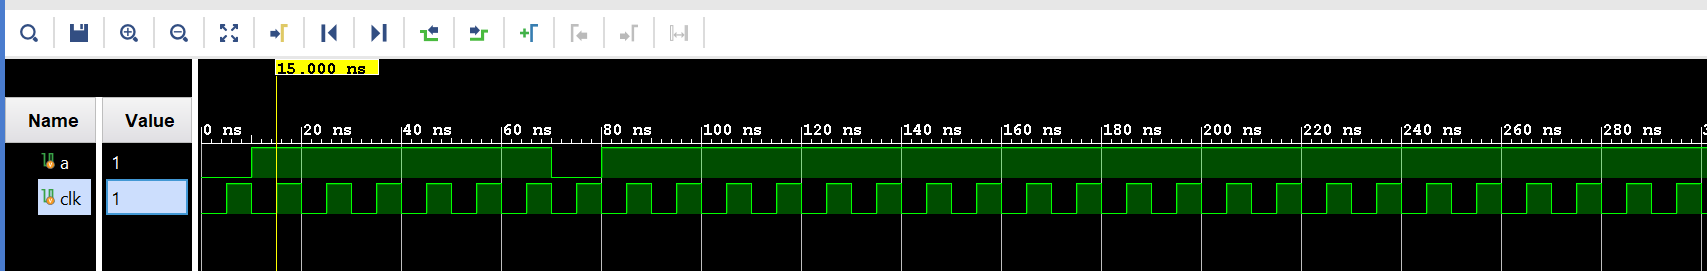 15.000 ns
Name Value
0 ns 20 ns 40 ns 60 ns 80 ns 100 ns 120 ns 140 ns 160 ns 180 ns 200 ns 220 ns 240 ns 260 ns 280 ns
a 1
clk 1